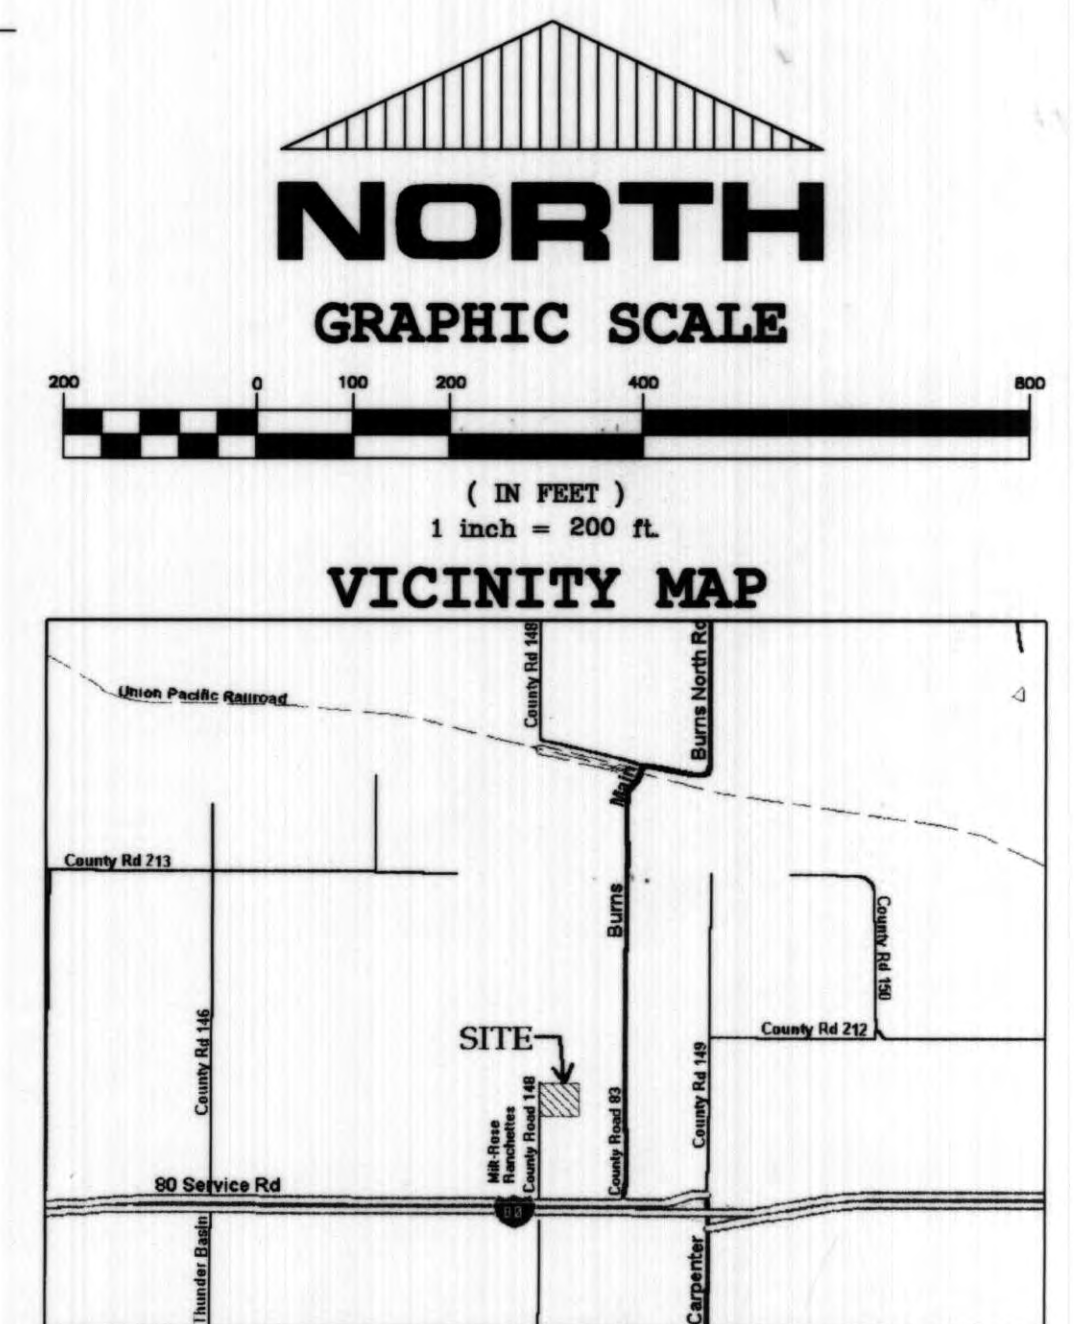 NORTH
GRAPHIC SCALE
200 0 100 200 400 800
( IN FEET )
1 inch = 200 ft.
VICINITY MAP
County Rd 148
Burns North Rd
Union Pacific Railroad
Main
County Rd 213
Burns
County Rd 150
County Rd 146
SITE
County Rd 212
County Rd 149
Milt-Rose
Ranchettes
County Road 148
County Road 83
80 Service Rd
80
Thunder Basin
Carpenter